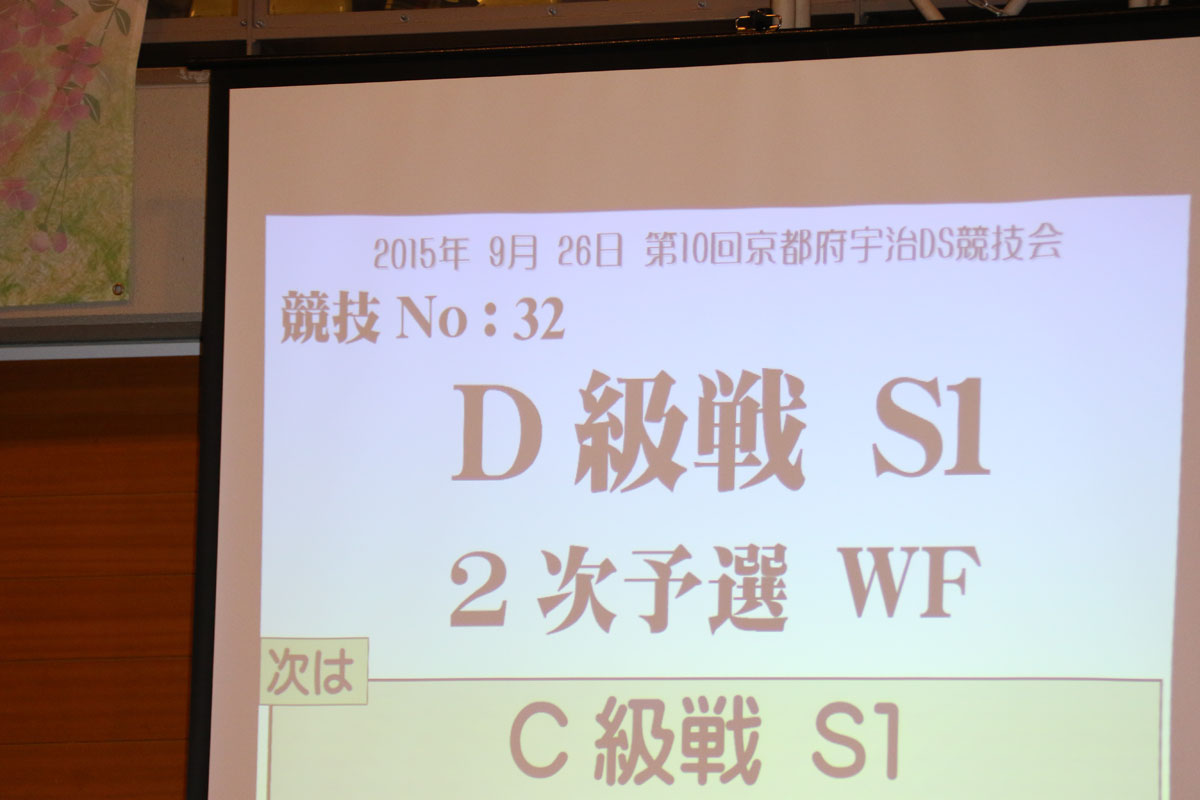 2015年 9月 26日 第10回京都府宇治DS競技会
競技 No：32
D 級戦 S1
２次予選 WF
次は
C 級戦 S1